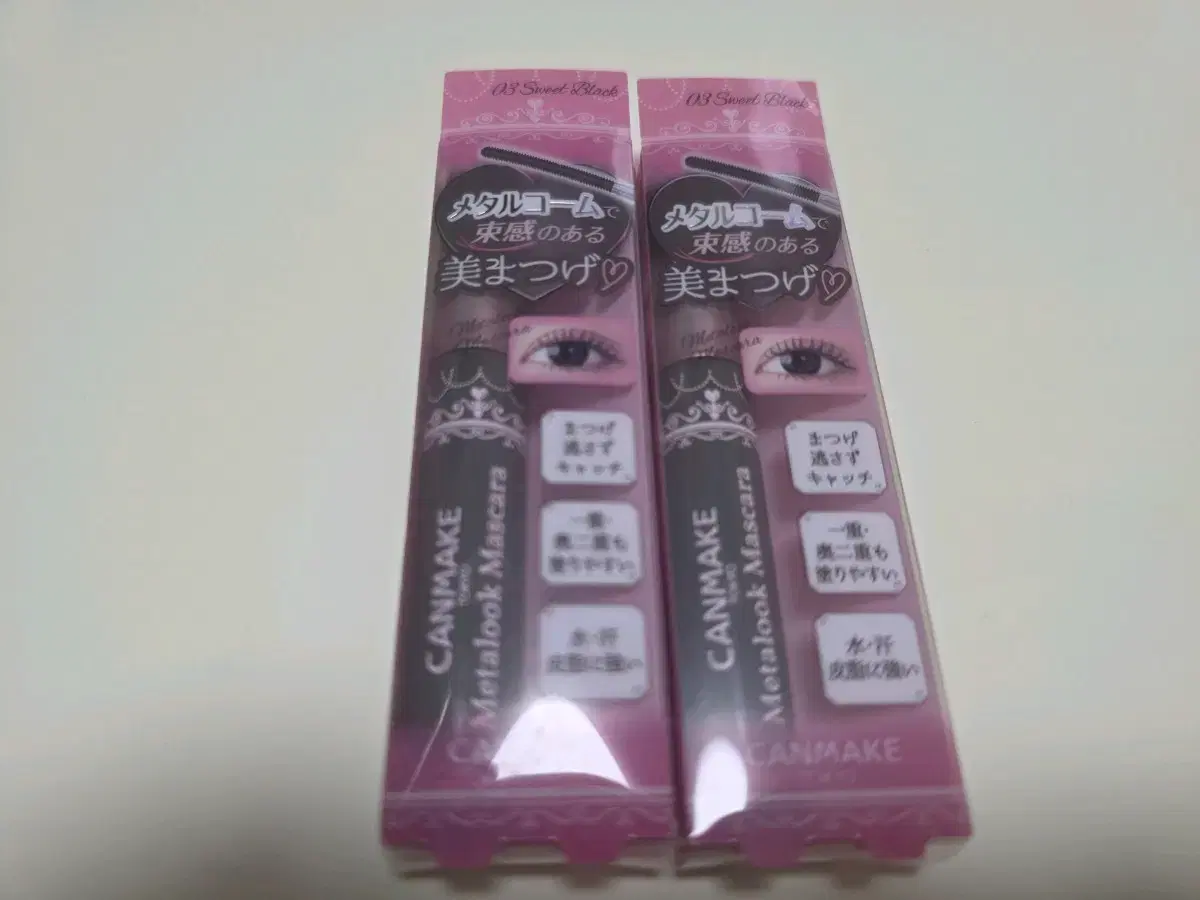 03 Sweet Black
メタルコームで
束感のある
美まつげ♡
まつげ
逃さず
キャッチ
一重・
奥二重も
塗りやすい
水・汗
皮脂に強い
CANMAKE
TOKYO
Metalook Mascara
03 Sweet Black
メタルコームで
束感のある
美まつげ♡
まつげ
逃さず
キャッチ
一重・
奥二重も
塗りやすい
水・汗
皮脂に強い
CANMAKE
TOKYO
Metalook Mascara
CANMAKE